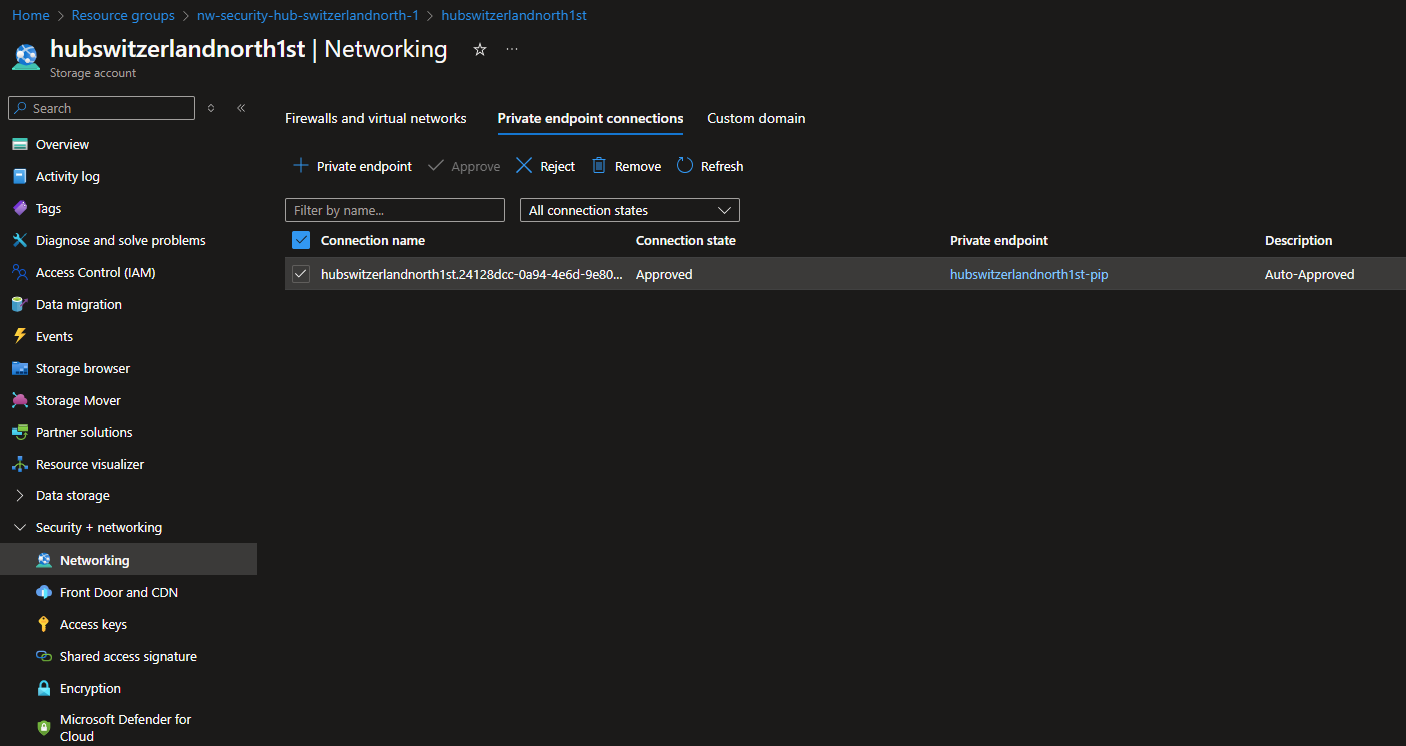 Home > Resource groups > nw-security-hub-switzerlandnorth-1 > hubswitzerlandnorth1st
hubswitzerlandnorth1st | Networking
Storage account
Search
Overview
Activity log
Tags
Diagnose and solve problems
Access Control (IAM)
Data migration
Events
Storage browser
Storage Mover
Partner solutions
Resource visualizer
Data storage
Security + networking
Networking
Front Door and CDN
Access keys
Shared access signature
Encryption
Microsoft Defender for
Cloud
Firewalls and virtual networks Private endpoint connections Custom domain
Private endpoint Approve Reject Remove Refresh
Filter by name... All connection states
Connection name Connection state Private endpoint Description
hubswitzerlandnorth1st.24128dcc-0a94-4e6d-9e80... Approved hubswitzerlandnorth1st-pip Auto-Approved